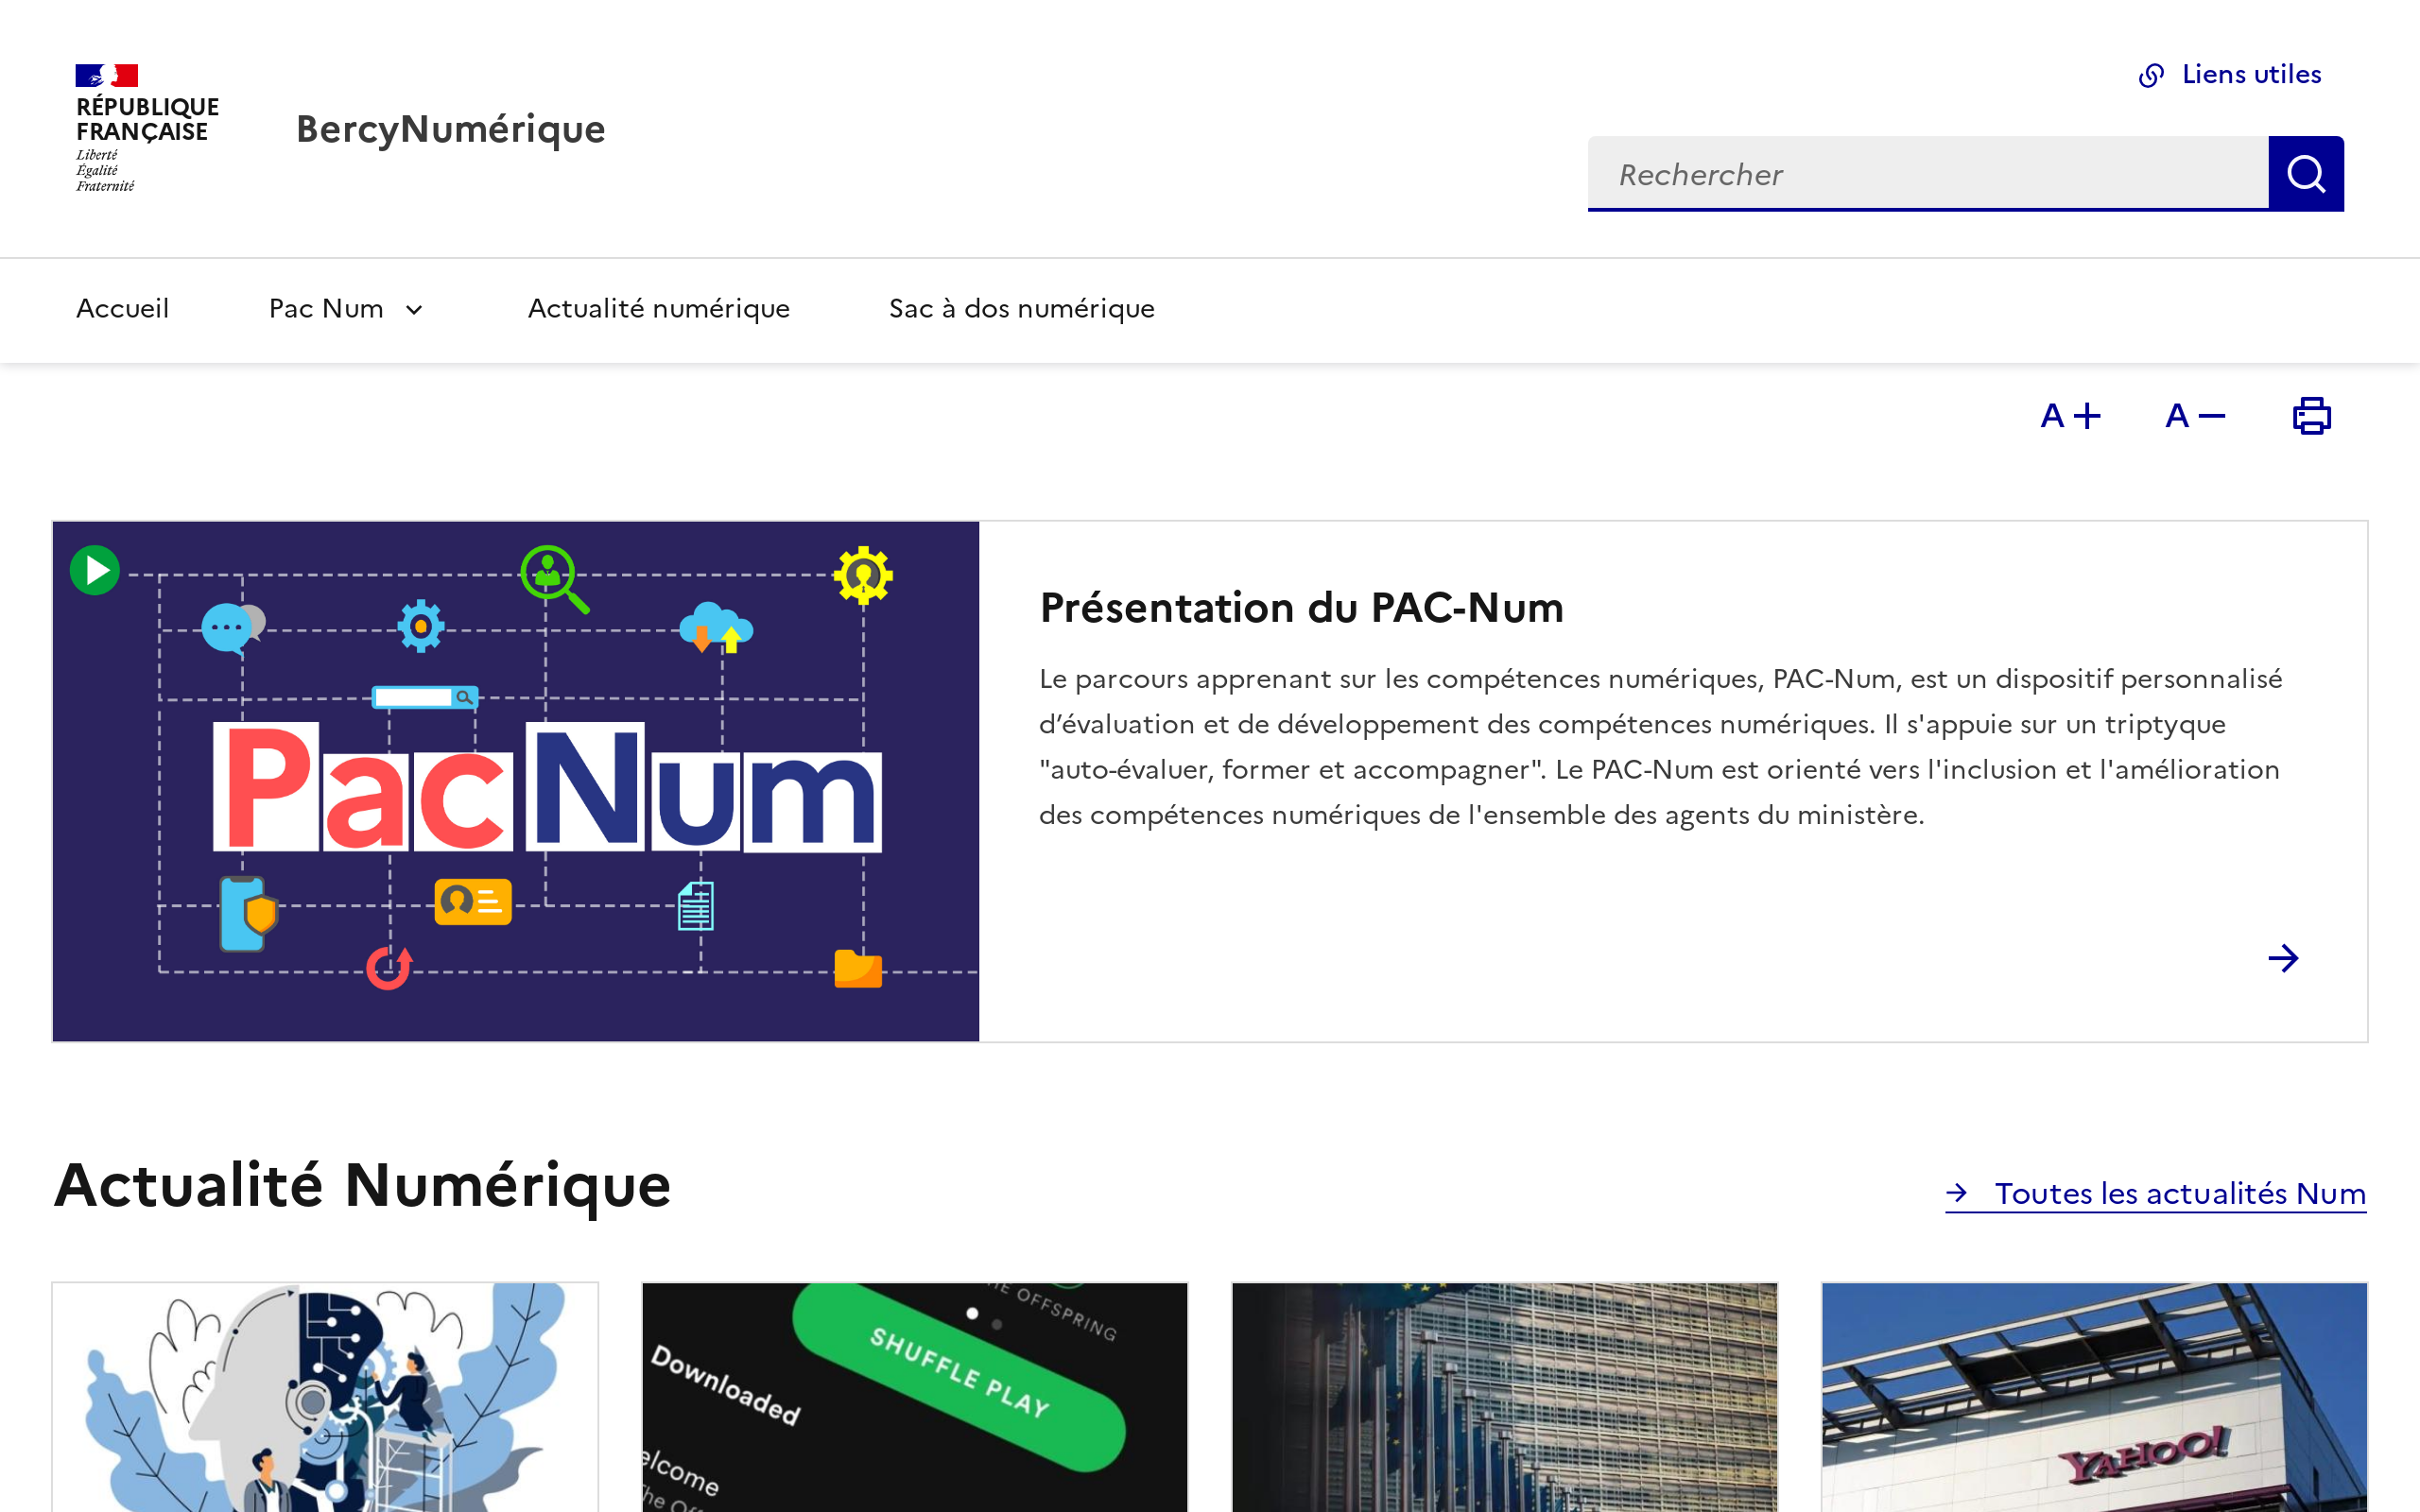 Liens utiles
RÉPUBLIQUE
FRANÇAISE
Liberté
Égalité
Fraternité
BercyNumérique
Rechercher
Accueil
Pac Num
Actualité numérique
Sac à dos numérique
A+
A−
PacNum
Présentation du PAC-Num
Le parcours apprenant sur les compétences numériques, PAC-Num, est un dispositif personnalisé
d’évaluation et de développement des compétences numériques. Il s'appuie sur un triptyque
"auto-évaluer, former et accompagner". Le PAC-Num est orienté vers l'inclusion et l'amélioration
des compétences numériques de l'ensemble des agents du ministère.
Actualité Numérique
Toutes les actualités Num
OFFSPRING
SHUFFLE PLAY
Downloaded
YAHOO!